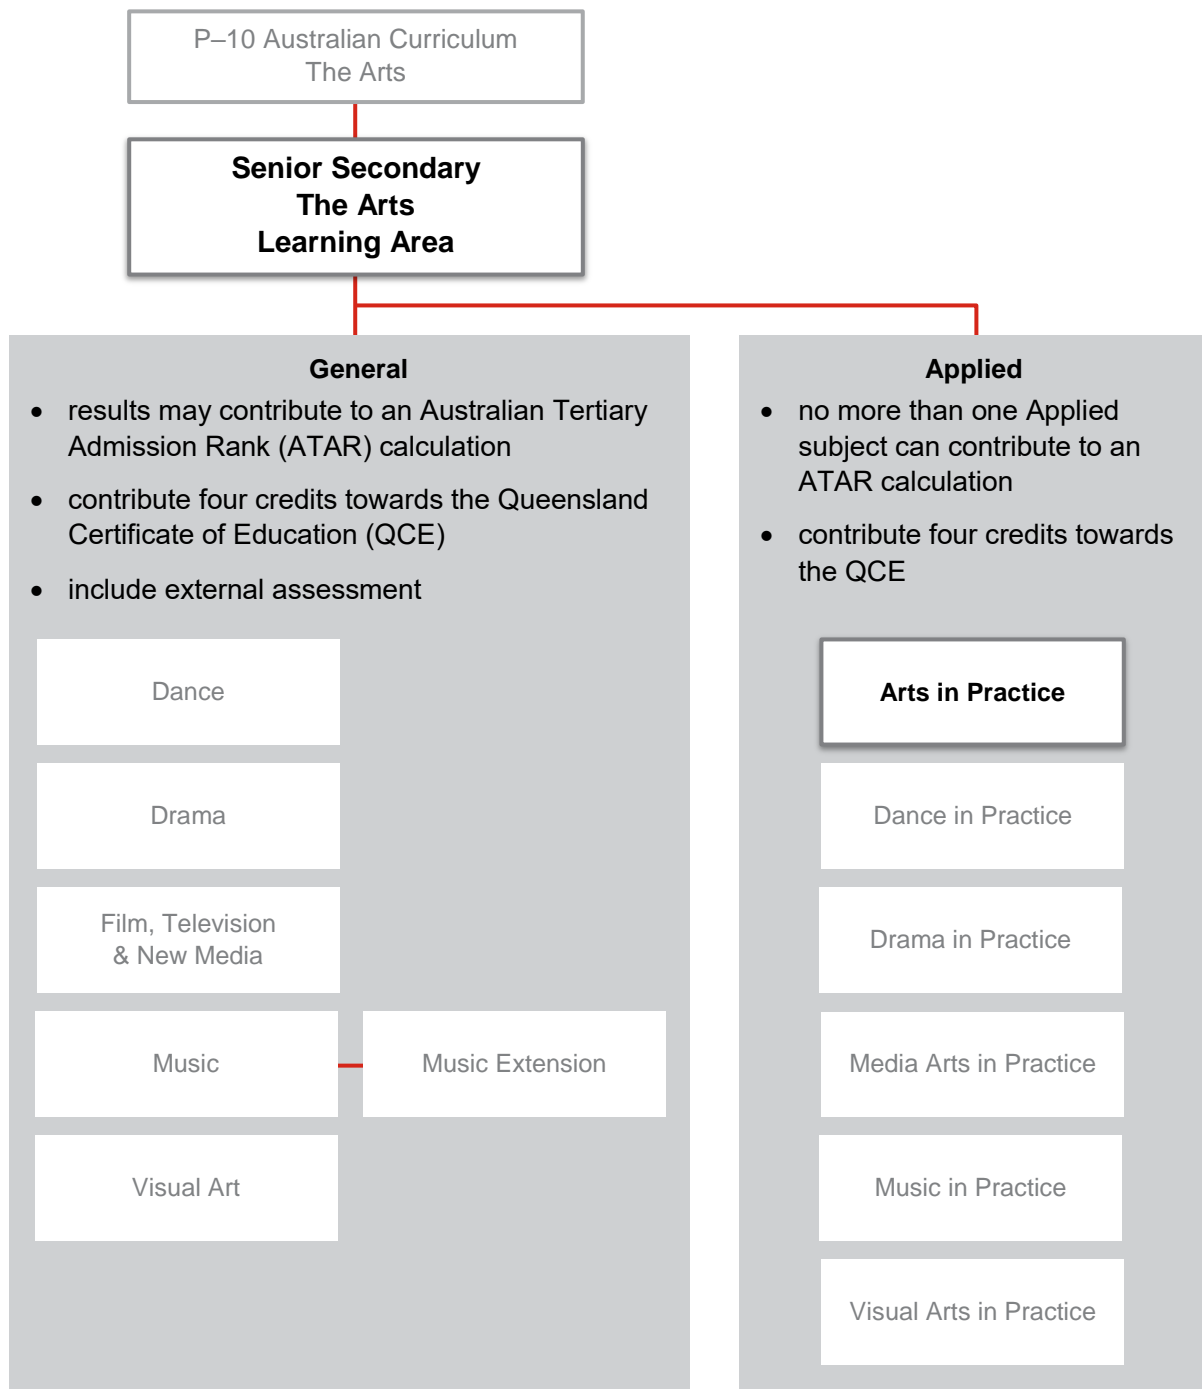 P–10 Australian Curriculum
The Arts
Senior Secondary
The Arts
Learning Area
General
• results may contribute to an Australian Tertiary
Admission Rank (ATAR) calculation
• contribute four credits towards the Queensland
Certificate of Education (QCE)
• include external assessment
Dance
Drama
Film, Television
& New Media
Music
Music Extension
Visual Art
Applied
• no more than one Applied
subject can contribute to an
ATAR calculation
• contribute four credits towards
the QCE
Arts in Practice
Dance in Practice
Drama in Practice
Media Arts in Practice
Music in Practice
Visual Arts in Practice